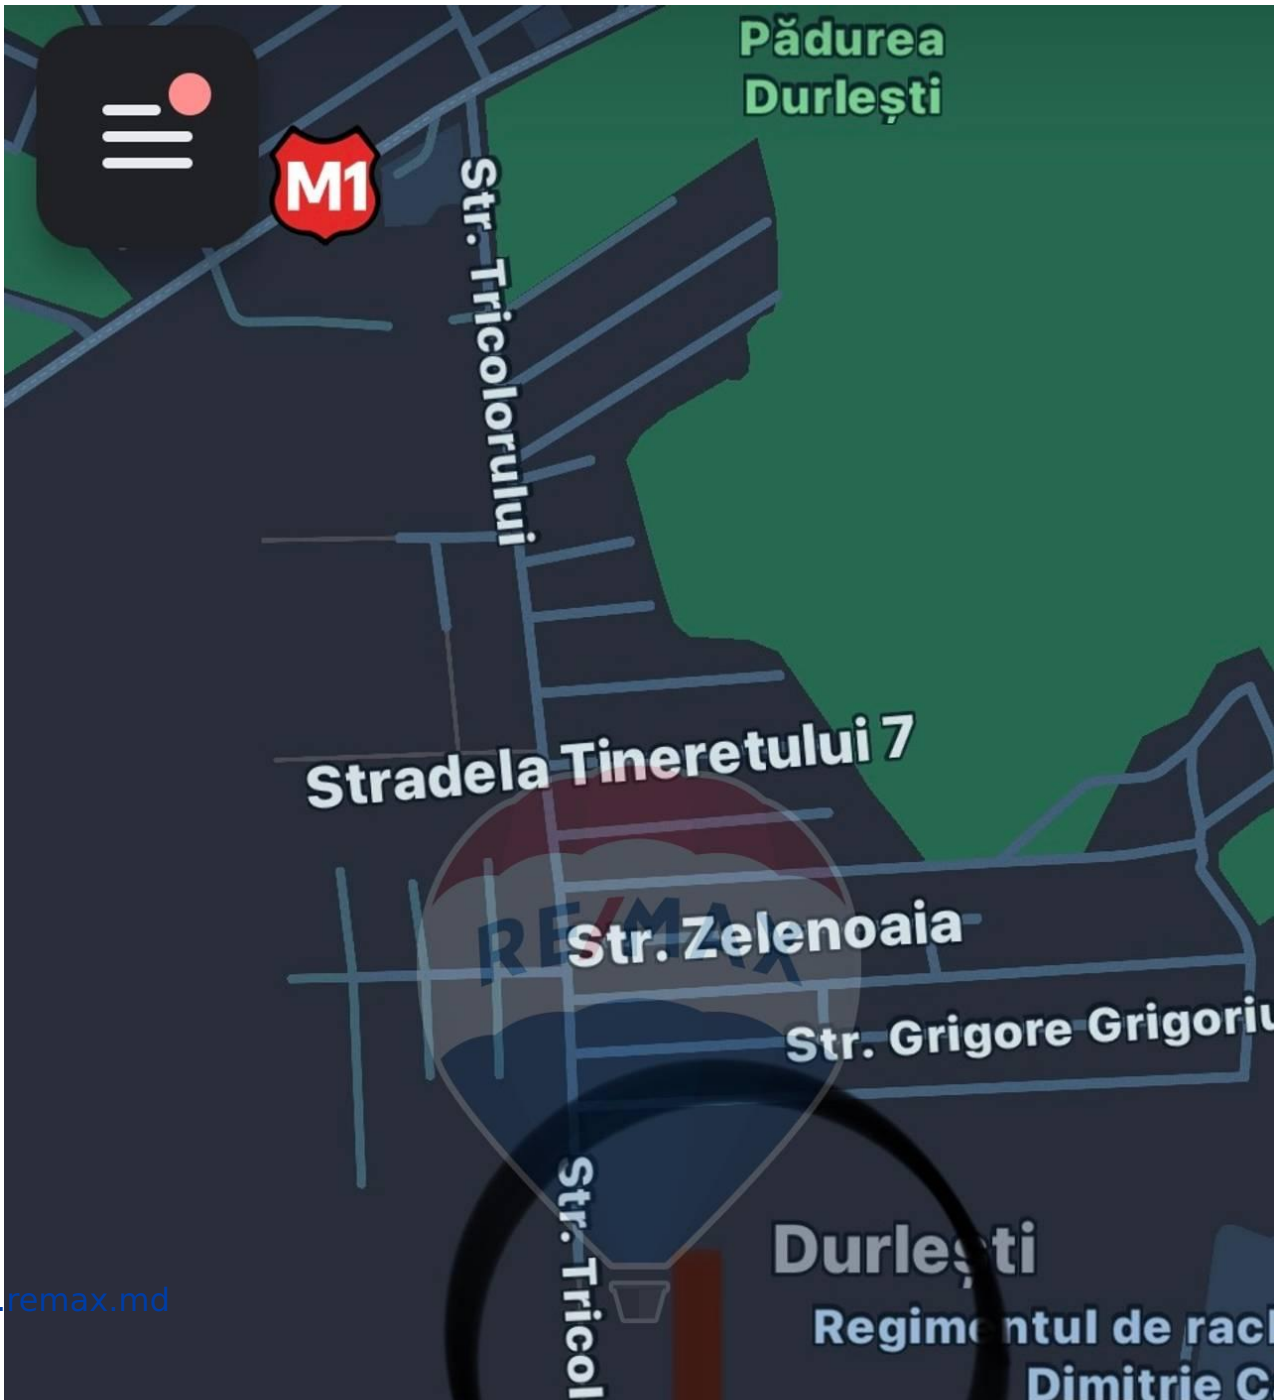 Pădurea
Durlești
M1
Str. Tricolorului
Stradela Tineretului 7
RE/MAX
Str. Zelenoaia
Str. Grigore Grigoriu
Str. Tricol
Durlești
.remax.md
Regimentul de rach
Dimitrie C